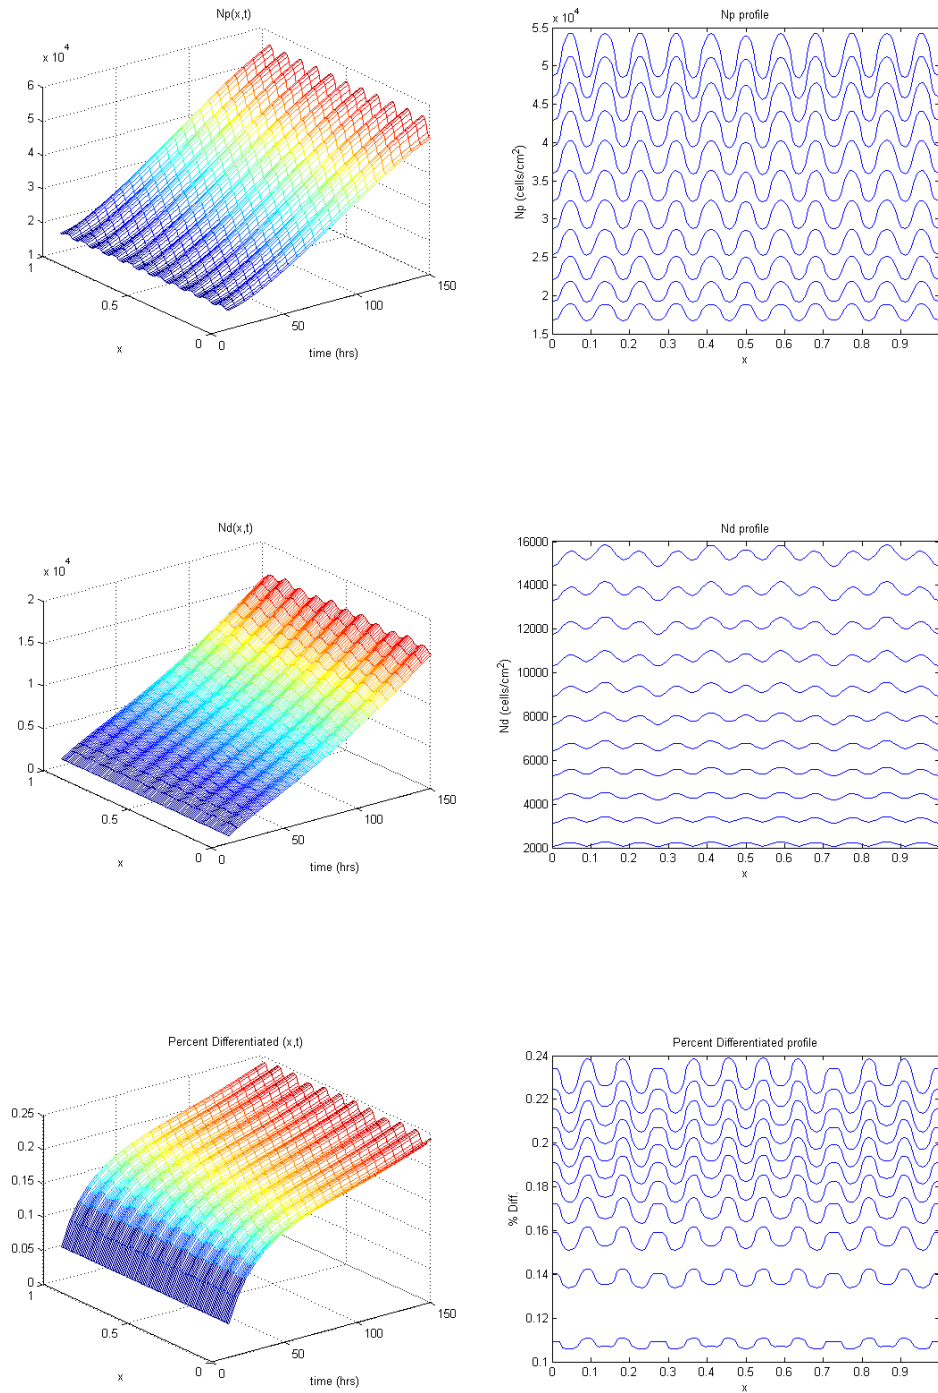 Np(x,t)
x 10^4
6
5
4
3
2
1
1
0.5
0
x
0
50
100
150
time (hrs)
Np profile
x 10^4
5.5
5
4.5
4
3.5
3
2.5
2
1.5
Np (cells/cm^2)
0 0.1 0.2 0.3 0.4 0.5 0.6 0.7 0.8 0.9
x
Nd(x,t)
x 10^4
2
1.5
1
0.5
0
1
0.5
0
x
0
50
100
150
time (hrs)
Nd profile
16000
14000
12000
10000
8000
6000
4000
2000
Nd (cells/cm^2)
0 0.1 0.2 0.3 0.4 0.5 0.6 0.7 0.8 0.9
x
Percent Differentiated (x,t)
0.25
0.2
0.15
0.1
0.05
0
1
0.5
0
x
0
50
100
150
time (hrs)
Percent Differentiated profile
0.24
0.22
0.2
0.18
0.16
0.14
0.12
0.1
% Diff.
0 0.1 0.2 0.3 0.4 0.5 0.6 0.7 0.8 0.9
x